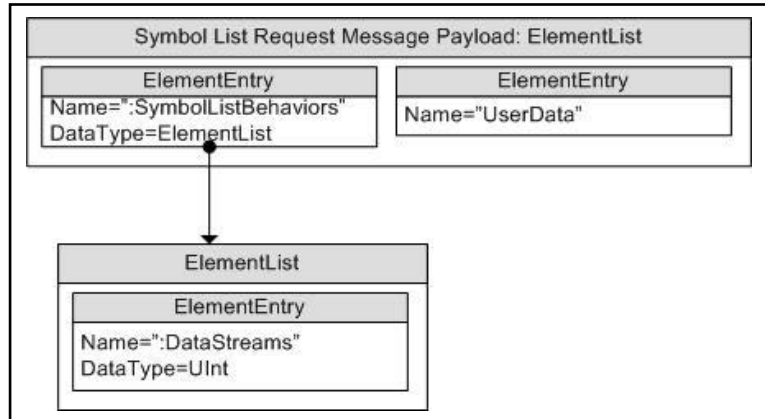 Symbol List Request Message Payload: ElementList
ElementEntry
Name=":SymbolListBehaviors"
DataType=ElementList
ElementEntry
Name="UserData"
ElementList
ElementEntry
Name=":DataStreams"
DataType=UInt